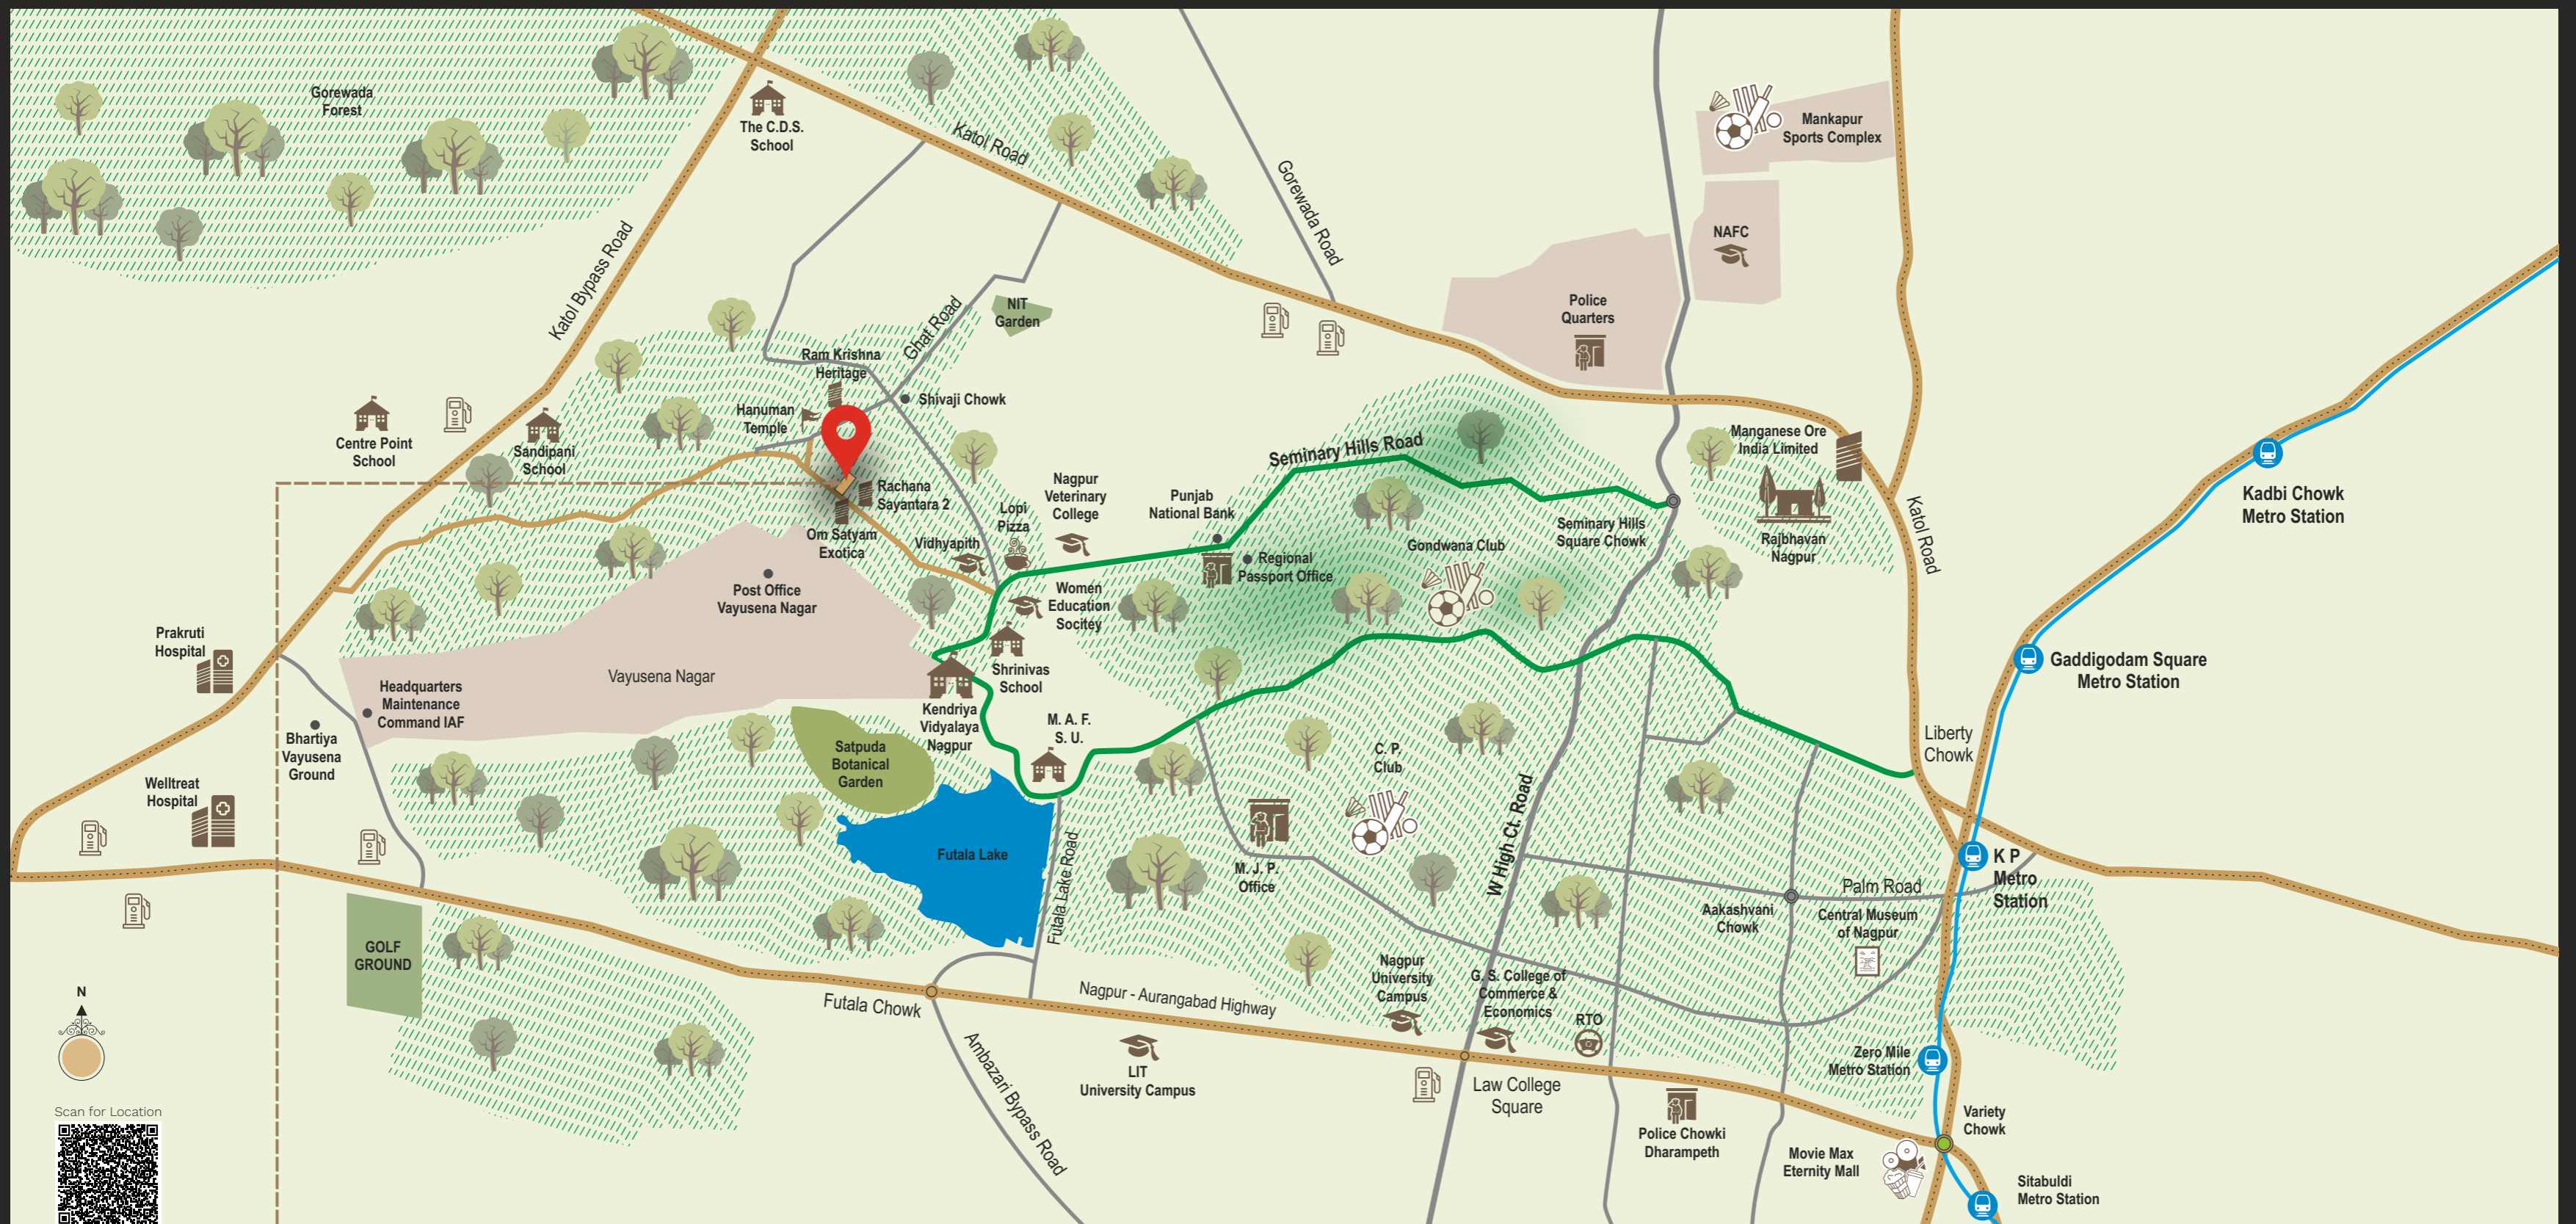 Gorewada
Forest
The C.D.S.
School
Katol Road
Gorewada Road
Mankapur
Sports Complex
NAFC
Police
Quarters
Katol Bypass Road
NIT
Garden
Ghat Road
Ram Krishna
Heritage
Shivaji Chowk
Hanuman
Temple
Centre Point
School
Sandipani
School
Rachana
Sayantara 2
Om Satyam
Exotica
Vidhyapith
Lopi
Pizza
Nagpur
Veterinary
College
Punjab
National Bank
Seminary Hills Road
Regional
Passport Office
Gondwana Club
Seminary Hills
Square Chowk
Manganese Ore
India Limited
Rajbhavan
Nagpur
Katol Road
Kadbi Chowk
Metro Station
Post Office
Vayusena Nagar
Women
Education
Socitey
Prakruti
Hospital
Vayusena Nagar
Shrinivas
School
Headquarters
Maintenance
Command IAF
Kendriya
Vidyalaya
Nagpur
M. A. F.
S. U.
Gaddigodam Square
Metro Station
Bhartiya
Vayusena
Ground
Satpuda
Botanical
Garden
C. P.
Club
Liberty
Chowk
Welltreat
Hospital
Futala Lake
Futala Lake Road
M. J. P.
Office
W High Ct. Road
K P
Metro
Station
Palm Road
Aakashvani
Chowk
Central Museum
of Nagpur
GOLF
GROUND
N
Futala Chowk
Nagpur - Aurangabad Highway
Nagpur
University
Campus
G. S. College of
Commerce &
Economics
RTO
Ambazari Bypass Road
LIT
University Campus
Law College
Square
Zero Mile
Metro Station
Scan for Location
Police Chowki
Dharampeth
Variety
Chowk
Movie Max
Eternity Mall
Sitabuldi
Metro Station